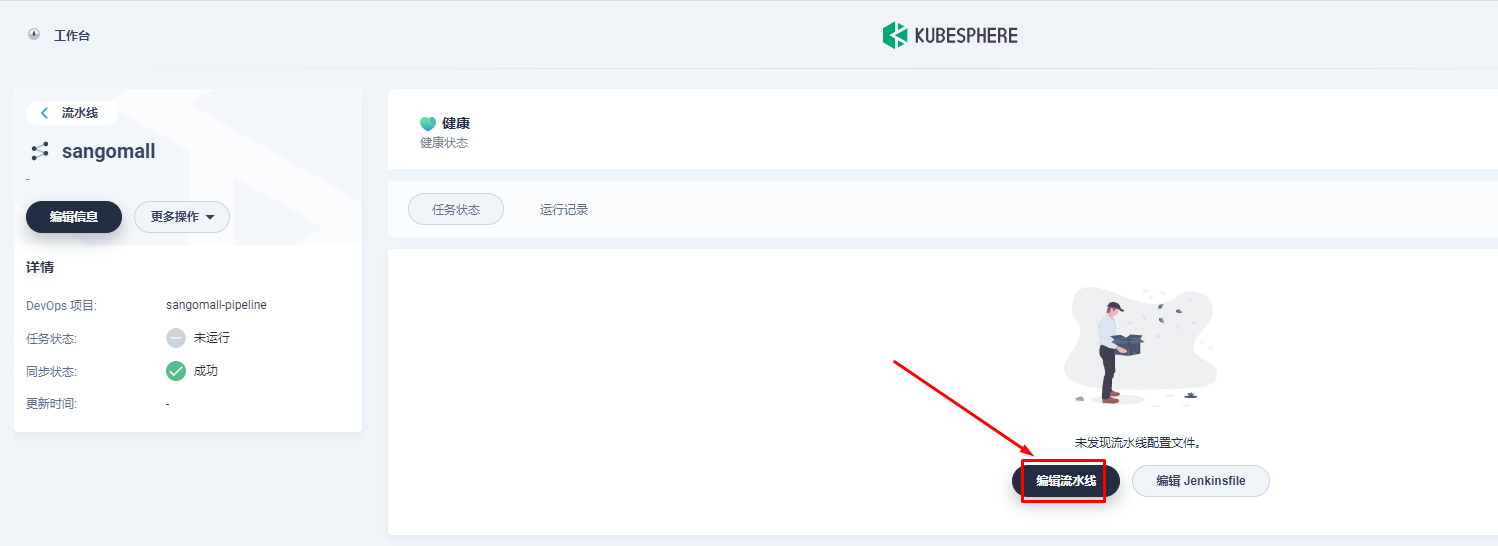 工作台
KUBESPHERE
流水线
sangomall
-
编辑信息
更多操作
详情
DevOps 项目:
sangomall-pipeline
任务状态:
未运行
同步状态:
成功
更新时间:
-
健康
健康状态
任务状态
运行记录
未发现流水线配置文件。
编辑流水线
编辑 Jenkinsfile